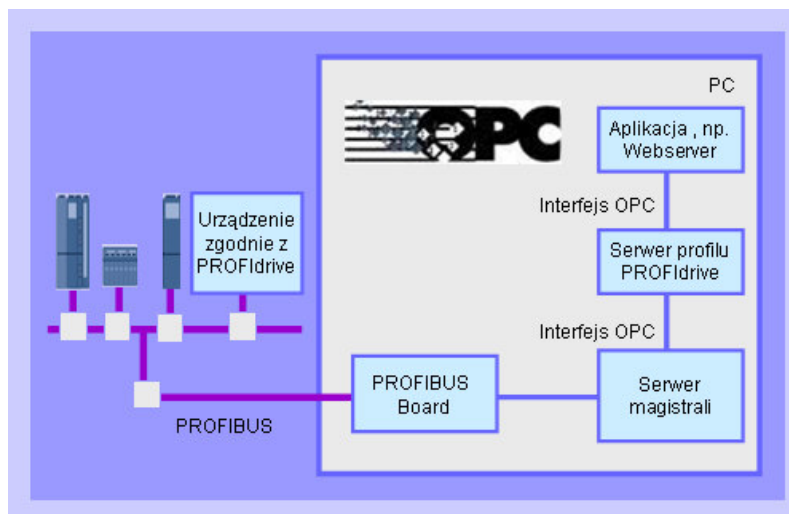 PC
OPC
Aplikacja , np.
Webserver
Interfejs OPC
Urządzenie
zgodnie z
PROFIdrive
Serwer profilu
PROFIdrive
Interfejs OPC
PROFIBUS
Board
Serwer
magistrali
PROFIBUS